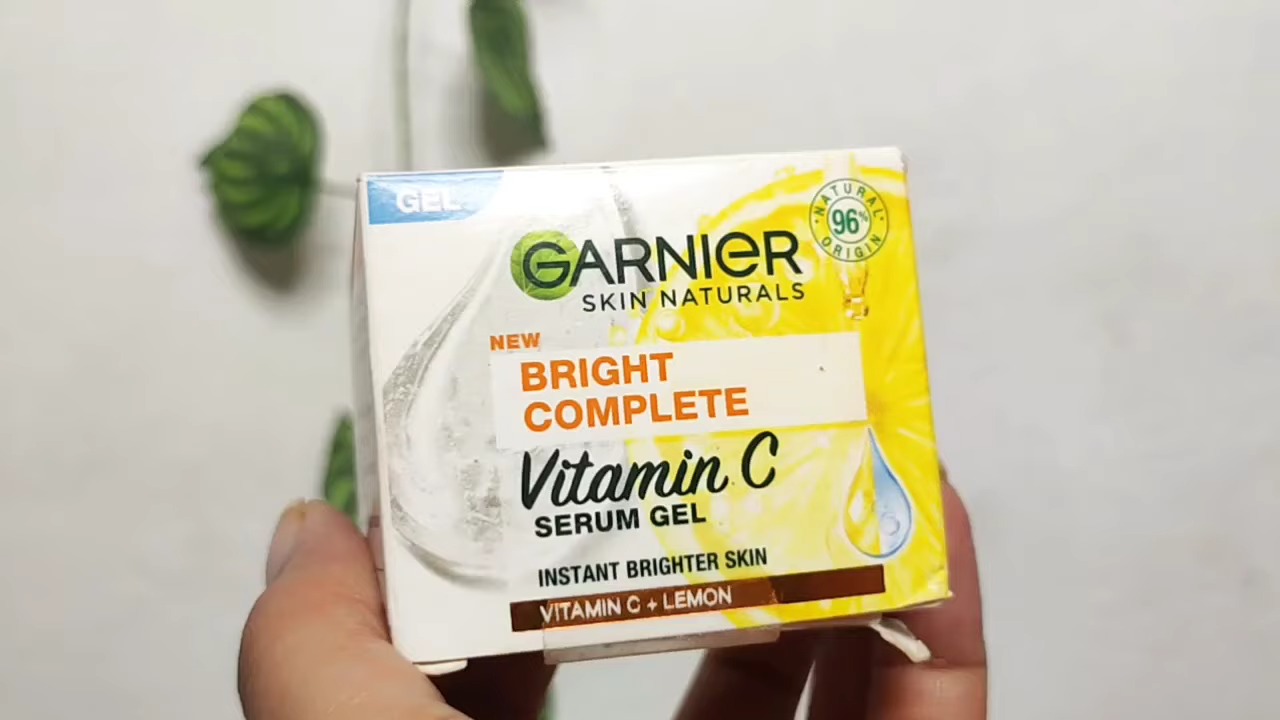 GEL
GARNIER
SKIN NATURALS
NATURAL
96%
ORIGIN
NEW
BRIGHT
COMPLETE
Vitamin C
SERUM GEL
INSTANT BRIGHTER SKIN
VITAMIN C + LEMON